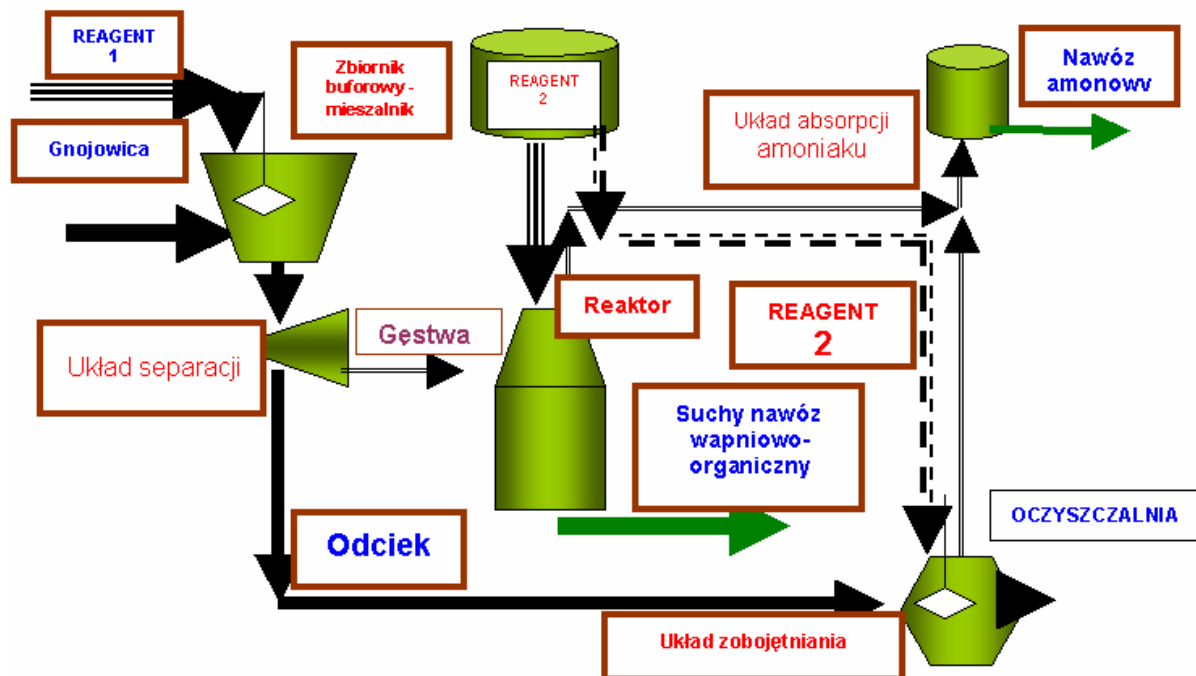 REAGENT
1
Gnojowica
Zbiornik
buforowy -
mieszalnik
REAGENT
2
Nawóz
amonowy
Układ absorpcji
amoniaku
Układ separacji
Gęstwa
Reaktor
REAGENT
2
Suchy nawóz
wapniowo-
organiczny
OCZYSZCZALNIA
Odciek
Układ zobojętniania